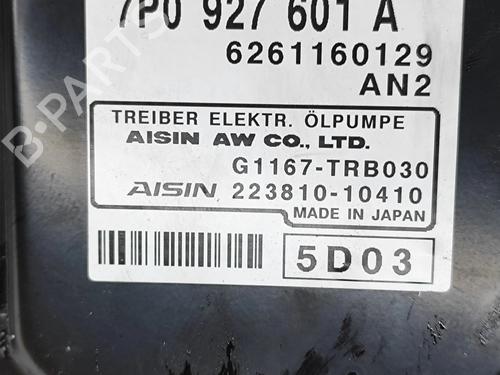 7P0 927 601 A
6261160129
AN2
TREIBER ELEKTR. ÖLPUMPE
AISIN AW CO., LTD.
G1167-TRB030
AISIN 223810-10410
MADE IN JAPAN
5D03
B-PARTS